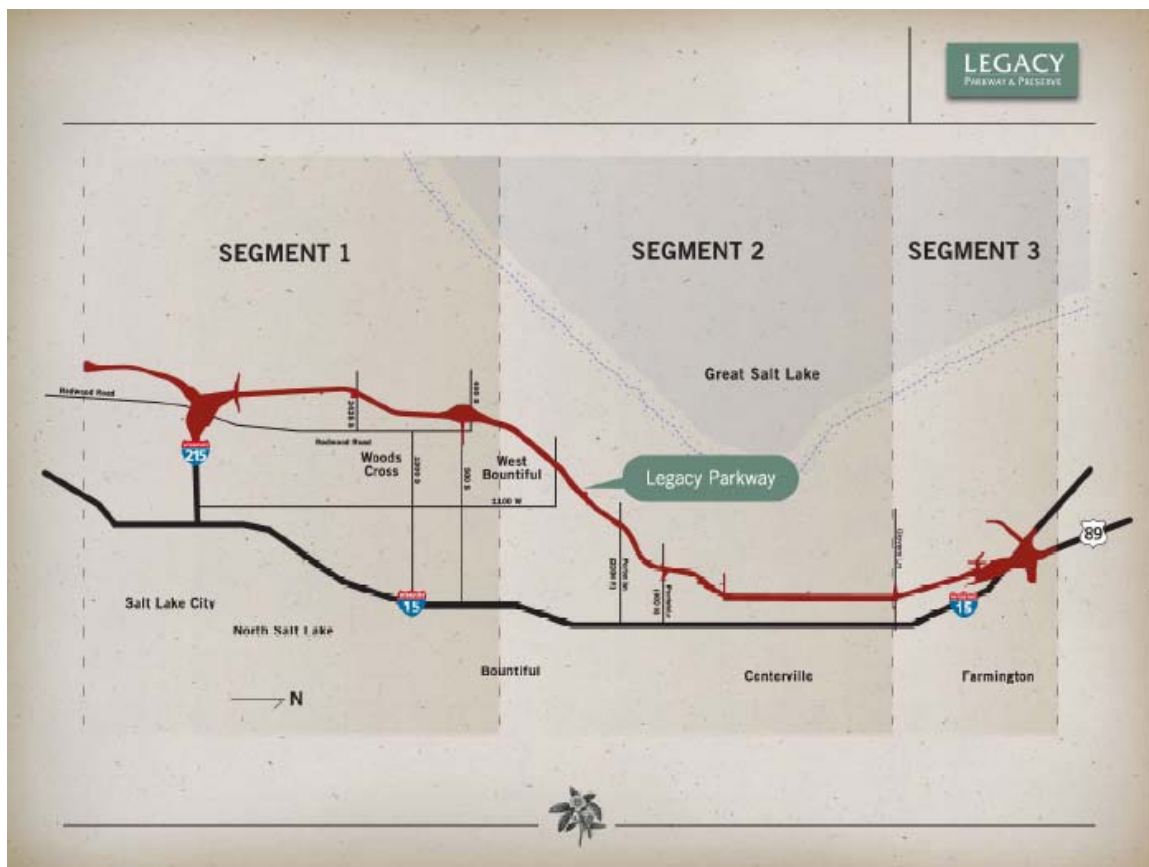 LEGACY
PARKWAY & PRESERVE
SEGMENT 1
SEGMENT 2
SEGMENT 3
Great Salt Lake
Redwood Road
Redwood Road
215
Woods
Cross
West
Bountiful
500 S
1100 W
Legacy Parkway
89
15
15
Salt Lake City
North Salt Lake
Bountiful
Centerville
Farmington
N